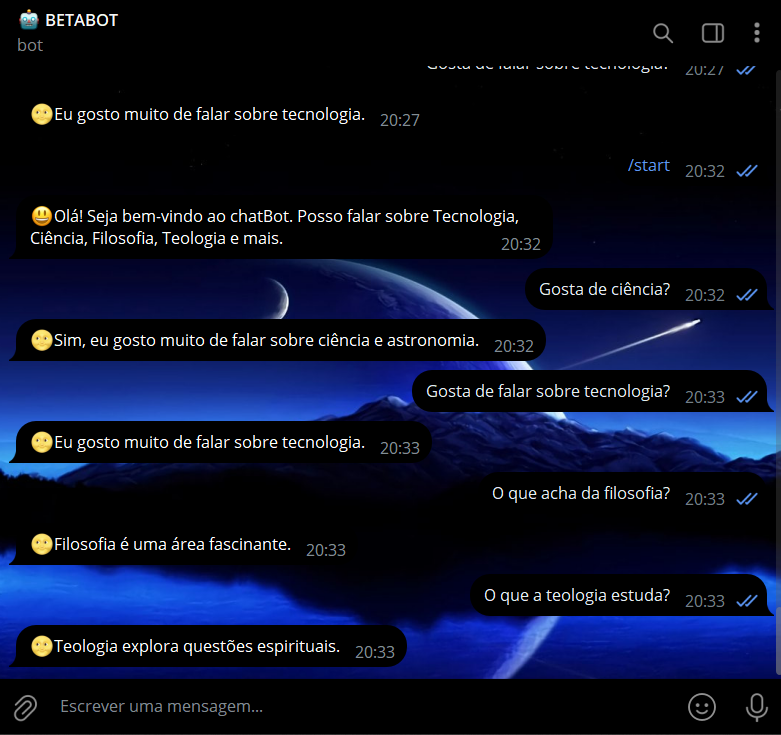 🤖 BETABOT
bot
Gosta de falar sobre tecnologia? 20:27
😶Eu gosto muito de falar sobre tecnologia. 20:27
/start 20:32
😃Olá! Seja bem-vindo ao chatBot. Posso falar sobre Tecnologia,
Ciência, Filosofia, Teologia e mais. 20:32
Gosta de ciência? 20:32
😶Sim, eu gosto muito de falar sobre ciência e astronomia. 20:32
Gosta de falar sobre tecnologia? 20:33
😶Eu gosto muito de falar sobre tecnologia. 20:33
O que acha da filosofia? 20:33
😶Filosofia é uma área fascinante. 20:33
O que a teologia estuda? 20:33
😶Teologia explora questões espirituais. 20:33
Escrever uma mensagem...